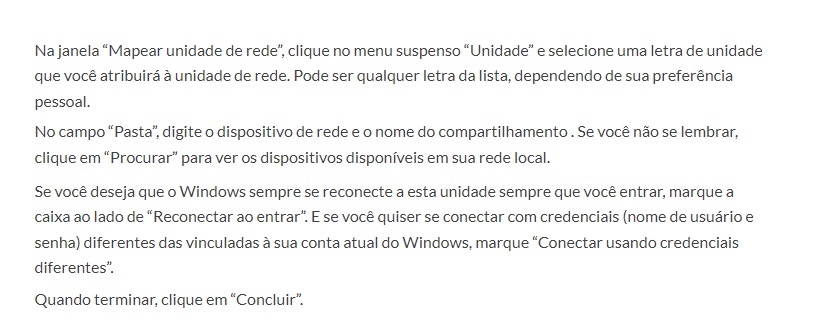 Na janela “Mapear unidade de rede”, clique no menu suspenso “Unidade” e selecione uma letra de unidade
que você atribuirá à unidade de rede. Pode ser qualquer letra da lista, dependendo de sua preferência
pessoal.
No campo “Pasta”, digite o dispositivo de rede e o nome do compartilhamento . Se você não se lembrar,
clique em “Procurar” para ver os dispositivos disponíveis em sua rede local.
Se você deseja que o Windows sempre se reconecte a esta unidade sempre que você entrar, marque a
caixa ao lado de “Reconectar ao entrar”. E se você quiser se conectar com credenciais (nome de usuário e
senha) diferentes das vinculadas à sua conta atual do Windows, marque “Conectar usando credenciais
diferentes”.
Quando terminar, clique em “Concluir”.